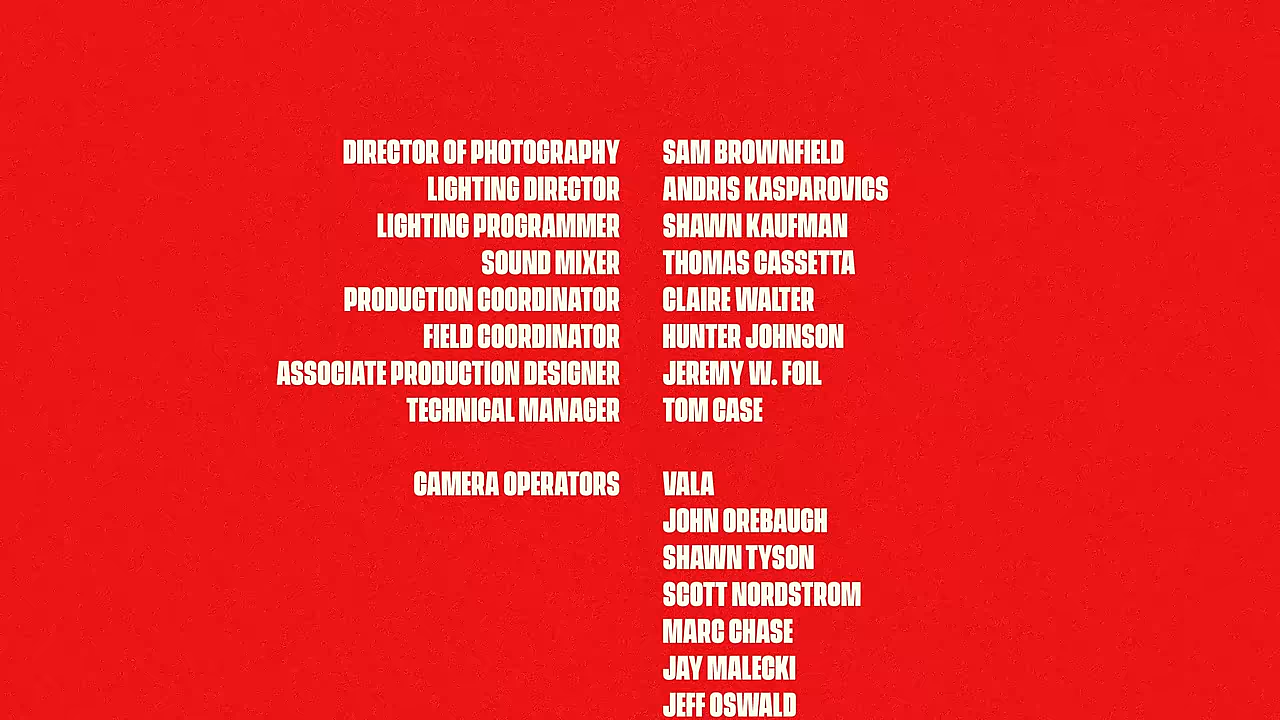 DIRECTOR OF PHOTOGRAPHY SAM BROWNFIELD
LIGHTING DIRECTOR ANDRIS KASPAROVICS
LIGHTING PROGRAMMER SHAWN KAUFMAN
SOUND MIXER THOMAS CASSETTA
PRODUCTION COORDINATOR CLAIRE WALTER
FIELD COORDINATOR HUNTER JOHNSON
ASSOCIATE PRODUCTION DESIGNER JEREMY W. FOIL
TECHNICAL MANAGER TOM CASE
CAMERA OPERATORS VALA
JOHN OREBAUGH
SHAWN TYSON
SCOTT NORDSTROM
MARC CHASE
JAY MALECKI
JEFF OSWALD